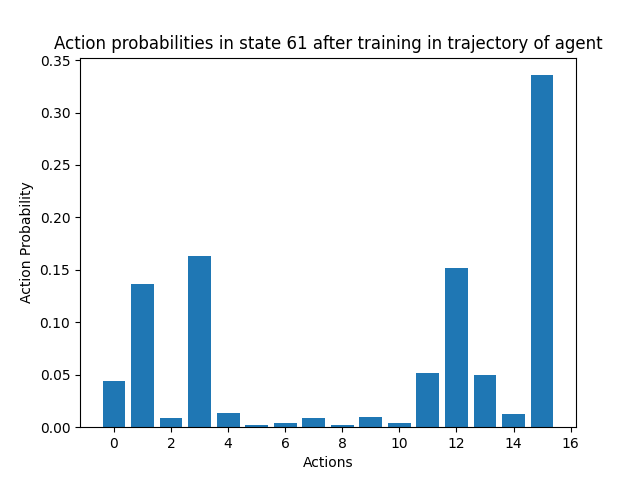 Action probabilities in state 61 after training in trajectory of agent
0.35
0.30
0.25
0.20
0.15
0.10
0.05
0.00
Action Probability
0 2 4 6 8 10 12 14 16
Actions